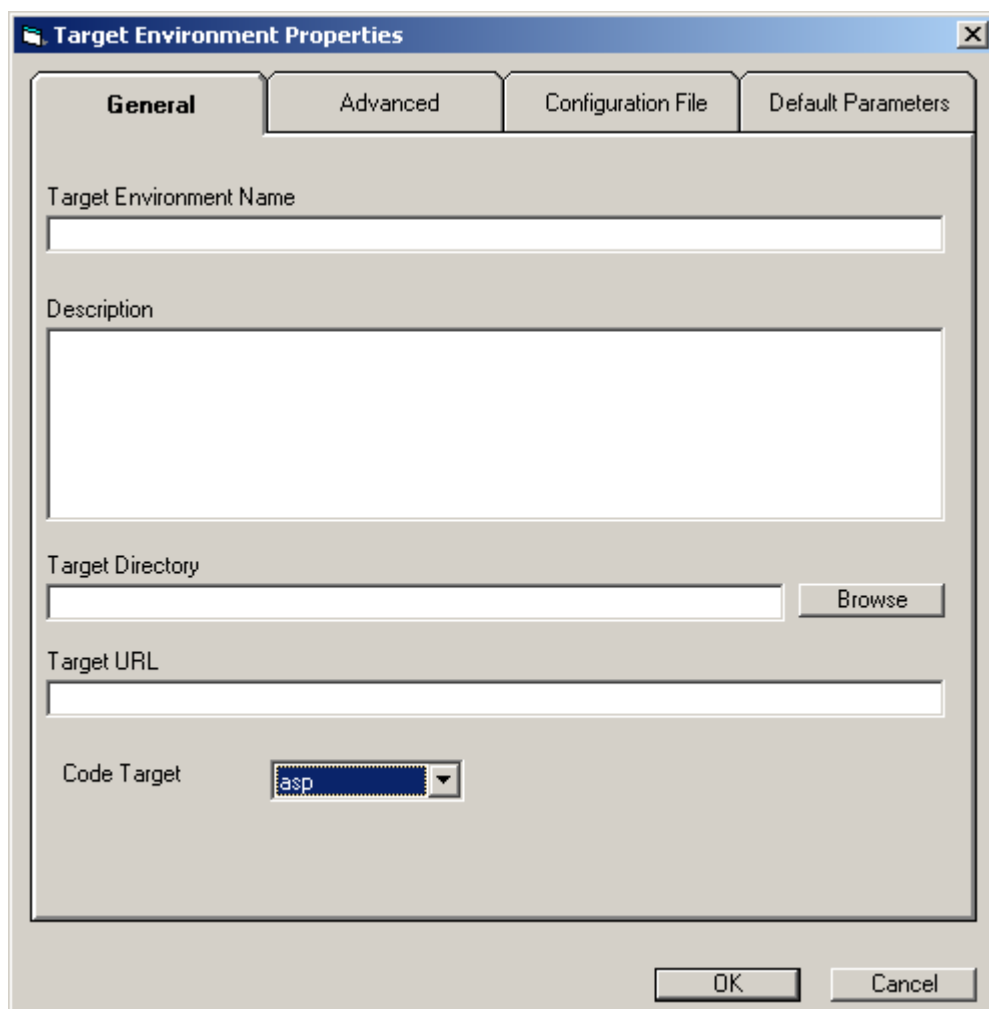 Target Environment Properties
General Advanced Configuration File Default Parameters
Target Environment Name
Description
Target Directory
Browse
Target URL
Code Target asp
OK Cancel